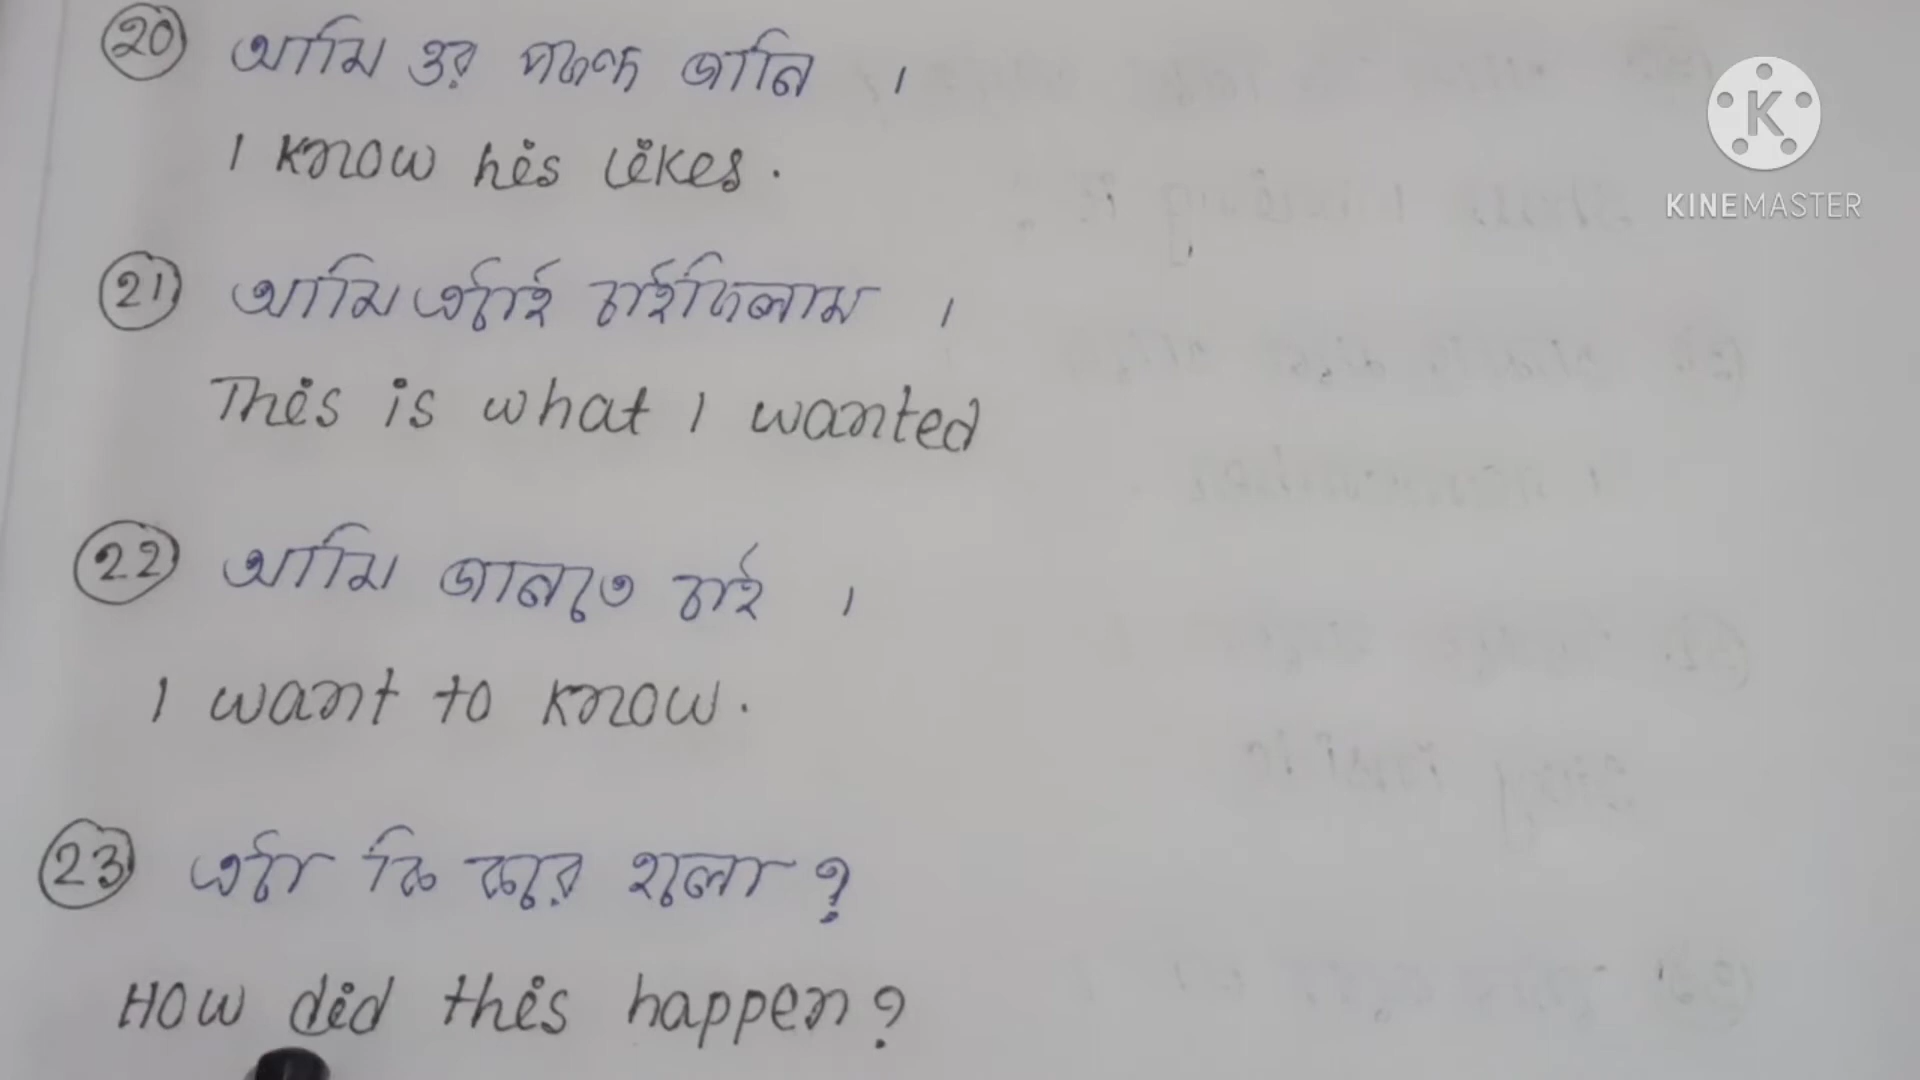 20 আমি ওর পছন্দ জানি ।
I know his likes.
21 আমি এটাই চাইছিলাম ।
This is what I wanted
22 আমি জানতে চাই ।
I want to know.
23 এটা কি করে হলো ?
How did this happen?
K
KINEMASTER